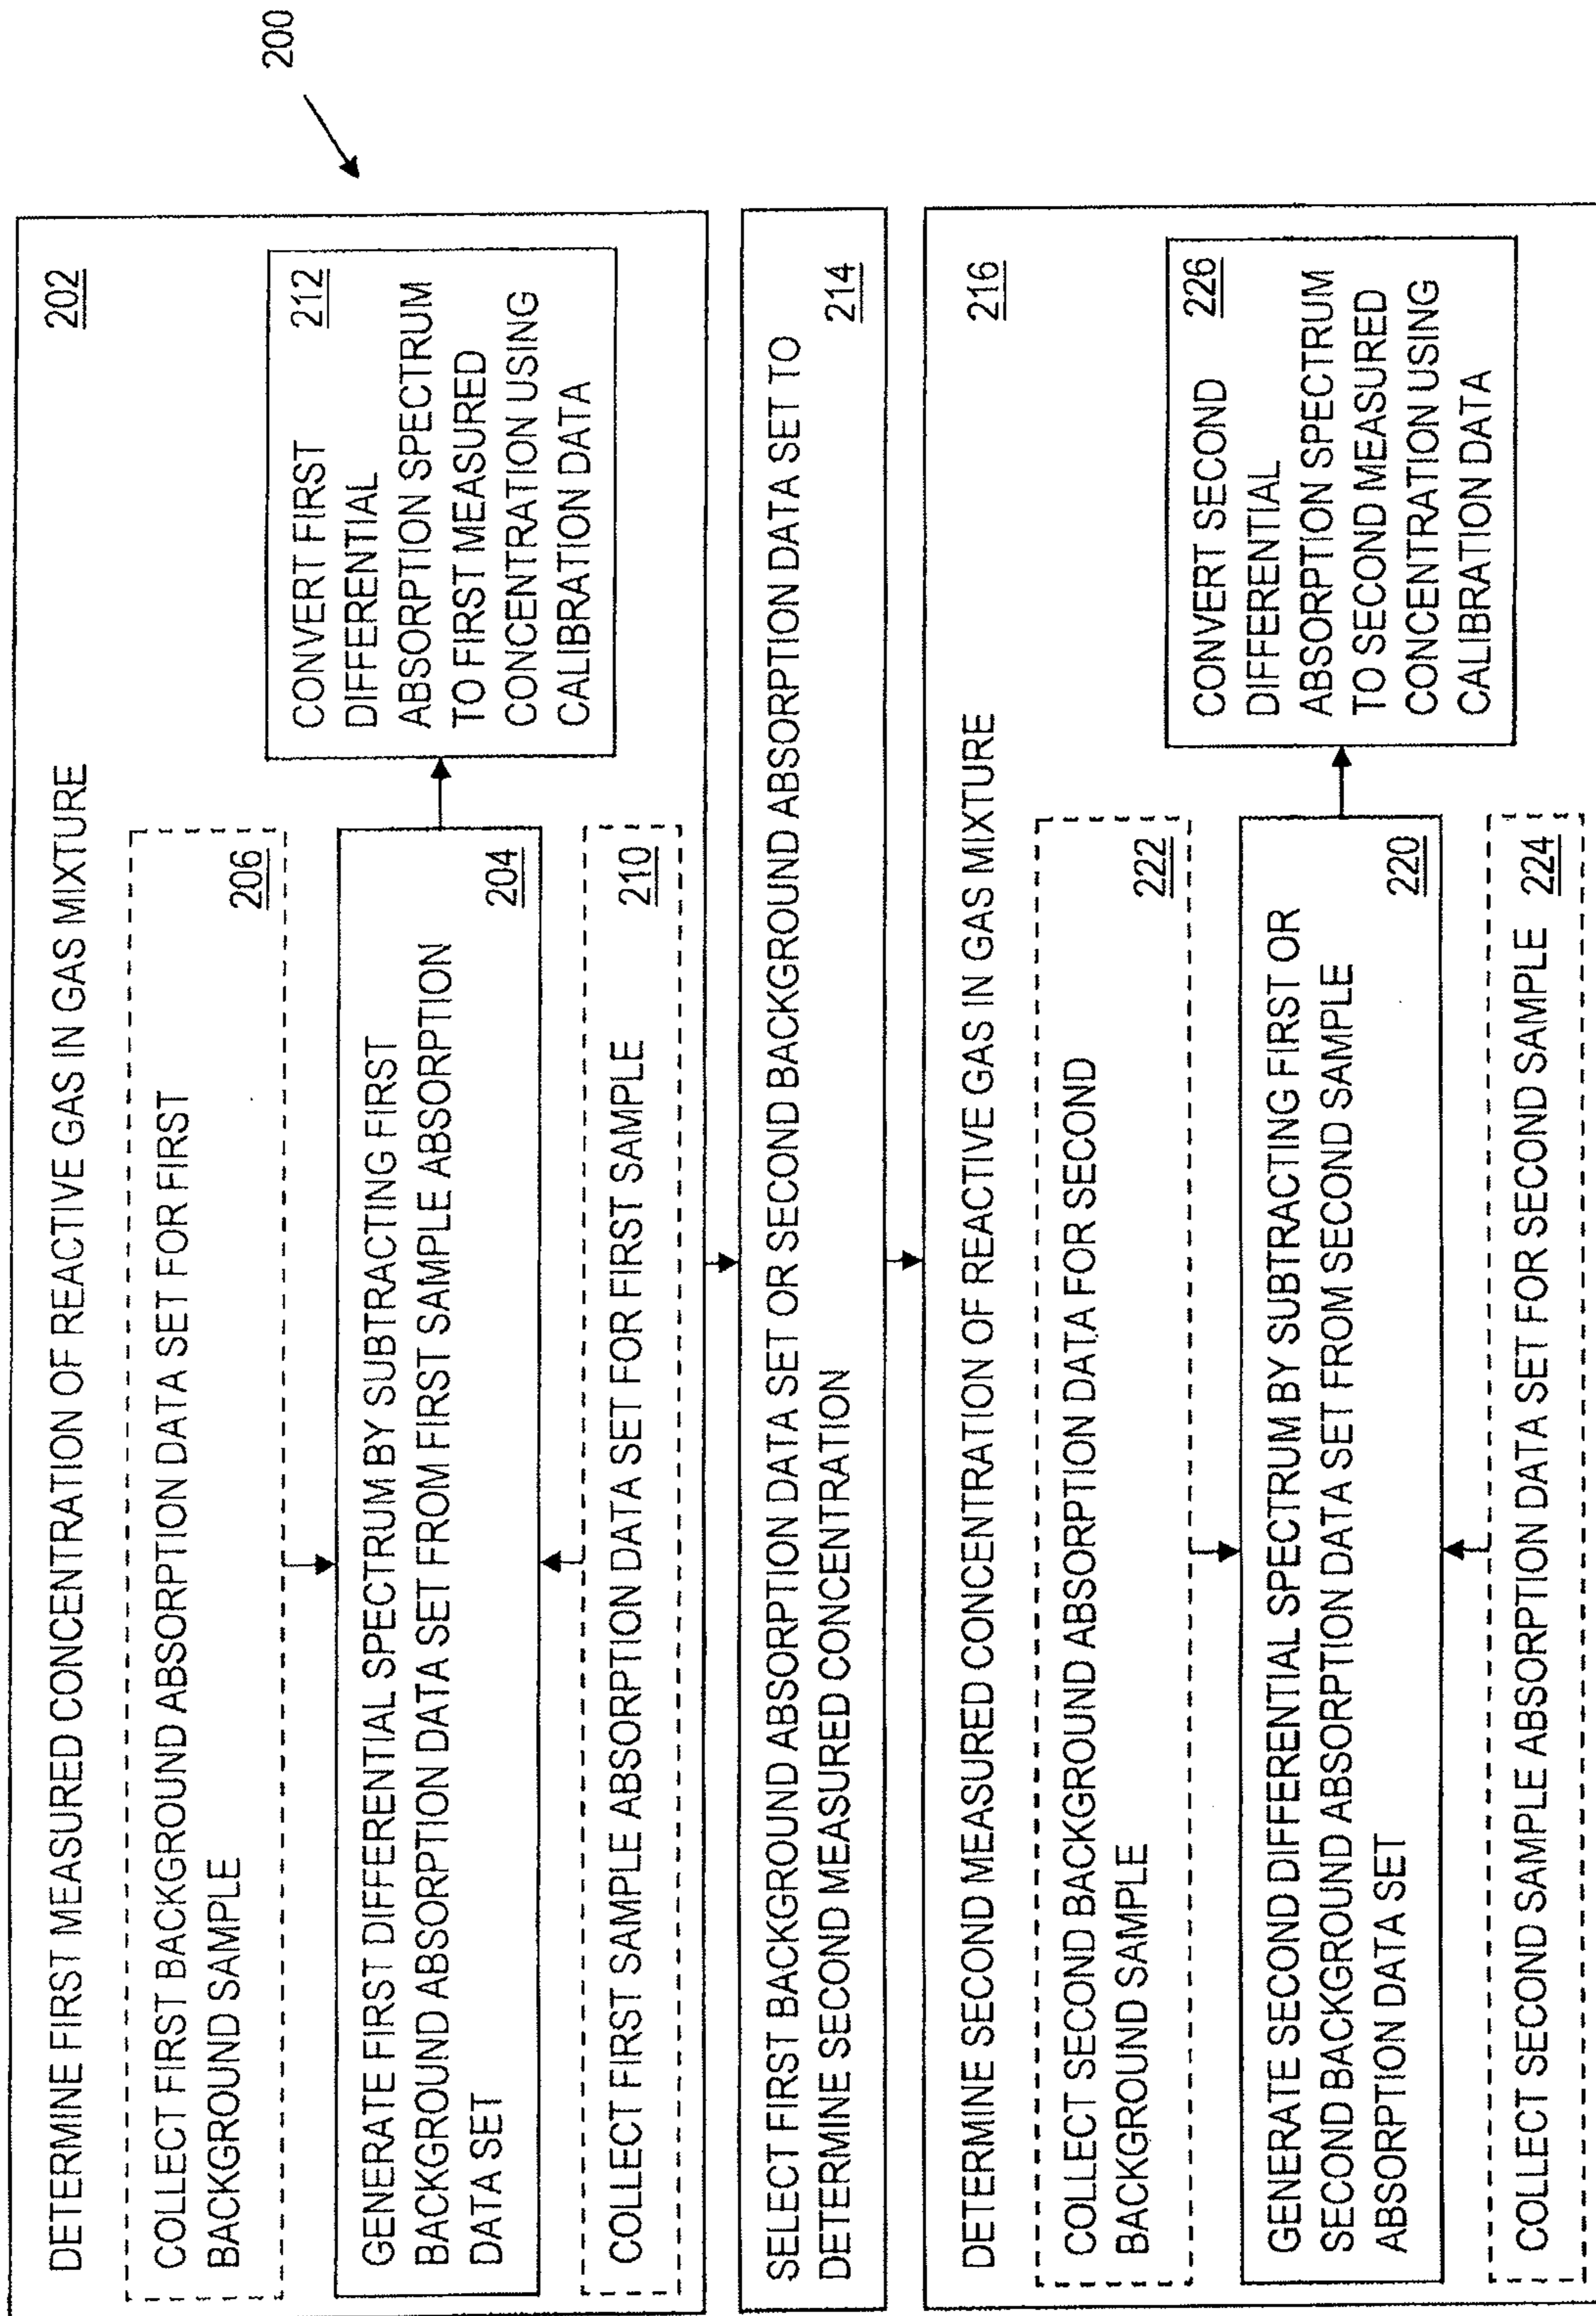 200
DETERMINE FIRST MEASURED CONCENTRATION OF REACTIVE GAS IN GAS MIXTURE
202
COLLECT FIRST BACKGROUND ABSORPTION DATA SET FOR FIRST
BACKGROUND SAMPLE
206
GENERATE FIRST DIFFERENTIAL SPECTRUM BY SUBTRACTING FIRST
BACKGROUND ABSORPTION DATA SET FROM FIRST SAMPLE ABSORPTION
DATA SET
204
COLLECT FIRST SAMPLE ABSORPTION DATA SET FOR FIRST SAMPLE
210
CONVERT FIRST
212
DIFFERENTIAL
ABSORPTION SPECTRUM
TO FIRST MEASURED
CONCENTRATION USING
CALIBRATION DATA
SELECT FIRST BACKGROUND ABSORPTION DATA SET OR SECOND BACKGROUND ABSORPTION DATA SET TO
DETERMINE SECOND MEASURED CONCENTRATION
214
DETERMINE SECOND MEASURED CONCENTRATION OF REACTIVE GAS IN GAS MIXTURE
216
COLLECT SECOND BACKGROUND ABSORPTION DATA FOR SECOND
BACKGROUND SAMPLE
222
GENERATE SECOND DIFFERENTIAL SPECTRUM BY SUBTRACTING FIRST OR
SECOND BACKGROUND ABSORPTION DATA SET FROM SECOND SAMPLE
ABSORPTION DATA SET
220
COLLECT SECOND SAMPLE ABSORPTION DATA SET FOR SECOND SAMPLE 224
CONVERT SECOND
226
DIFFERENTIAL
ABSORPTION SPECTRUM
TO SECOND MEASURED
CONCENTRATION USING
CALIBRATION DATA